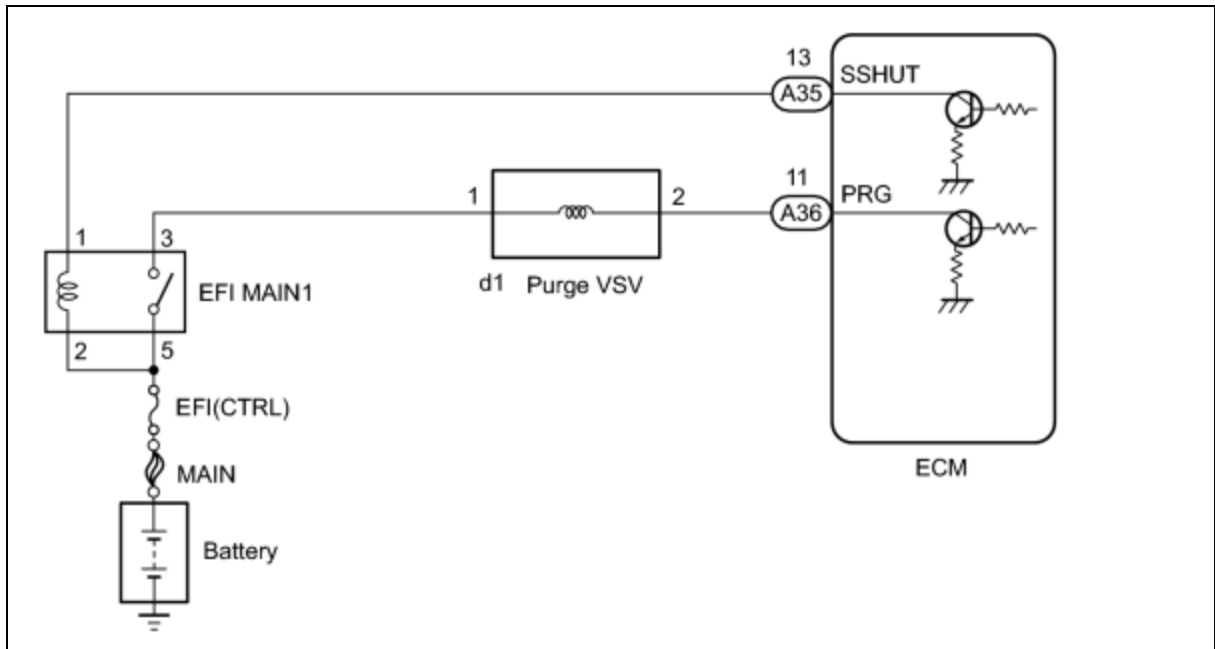 13
SSHUT
A35
11
1
2
PRG
A36
1
3
d1 Purge VSV
EFI MAIN1
2
5
EFI(CTRL)
ECM
MAIN
Battery